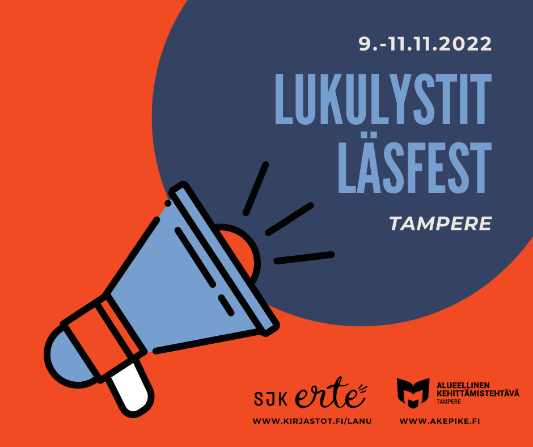 9.-11.11.2022
LUKULYSTIT
LÄSFEST
TAMPERE
SJK erte
WWW.KIRJASTOT.FI/LANU
ALUEELLINEN
KEHITTÄMISTEHTÄVÄ
TAMPERE
WWW.AKEPIKE.FI